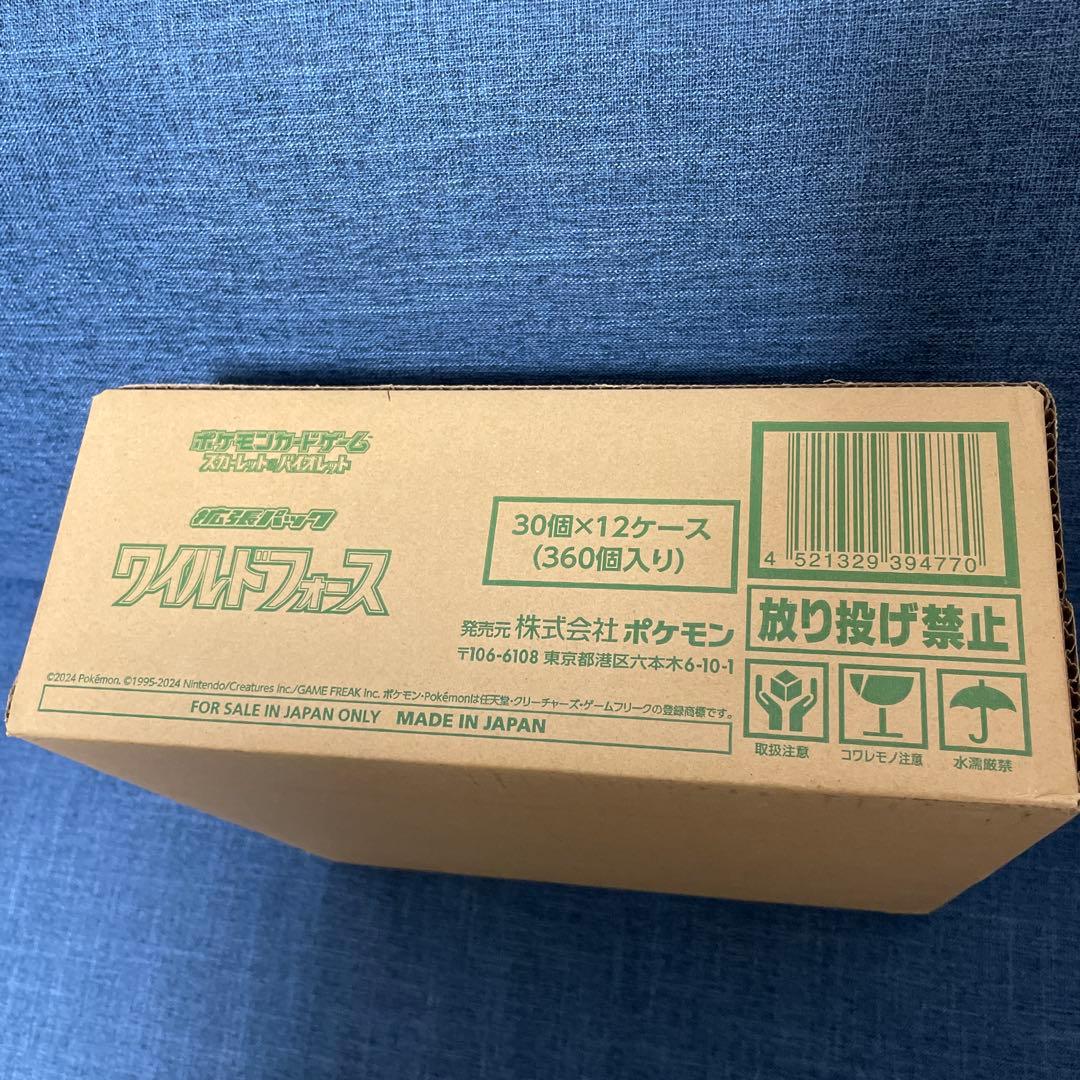 ポケモンカードゲーム
スカーレット&バイオレット
拡張パック
ワイルドフォース
30個×12ケース
(360個入り)
発売元 株式会社 ポケモン
〒106-6108 東京都港区六本木6-10-1
©2024 Pokémon. ©1995-2024 Nintendo/Creatures Inc./GAME FREAK Inc. ポケモン・Pokémonは任天堂・クリーチャーズ・ゲームフリークの登録商標です。
FOR SALE IN JAPAN ONLY MADE IN JAPAN
4 521329 394770
放り投げ禁止
取扱注意
コワレモノ注意
水濡厳禁